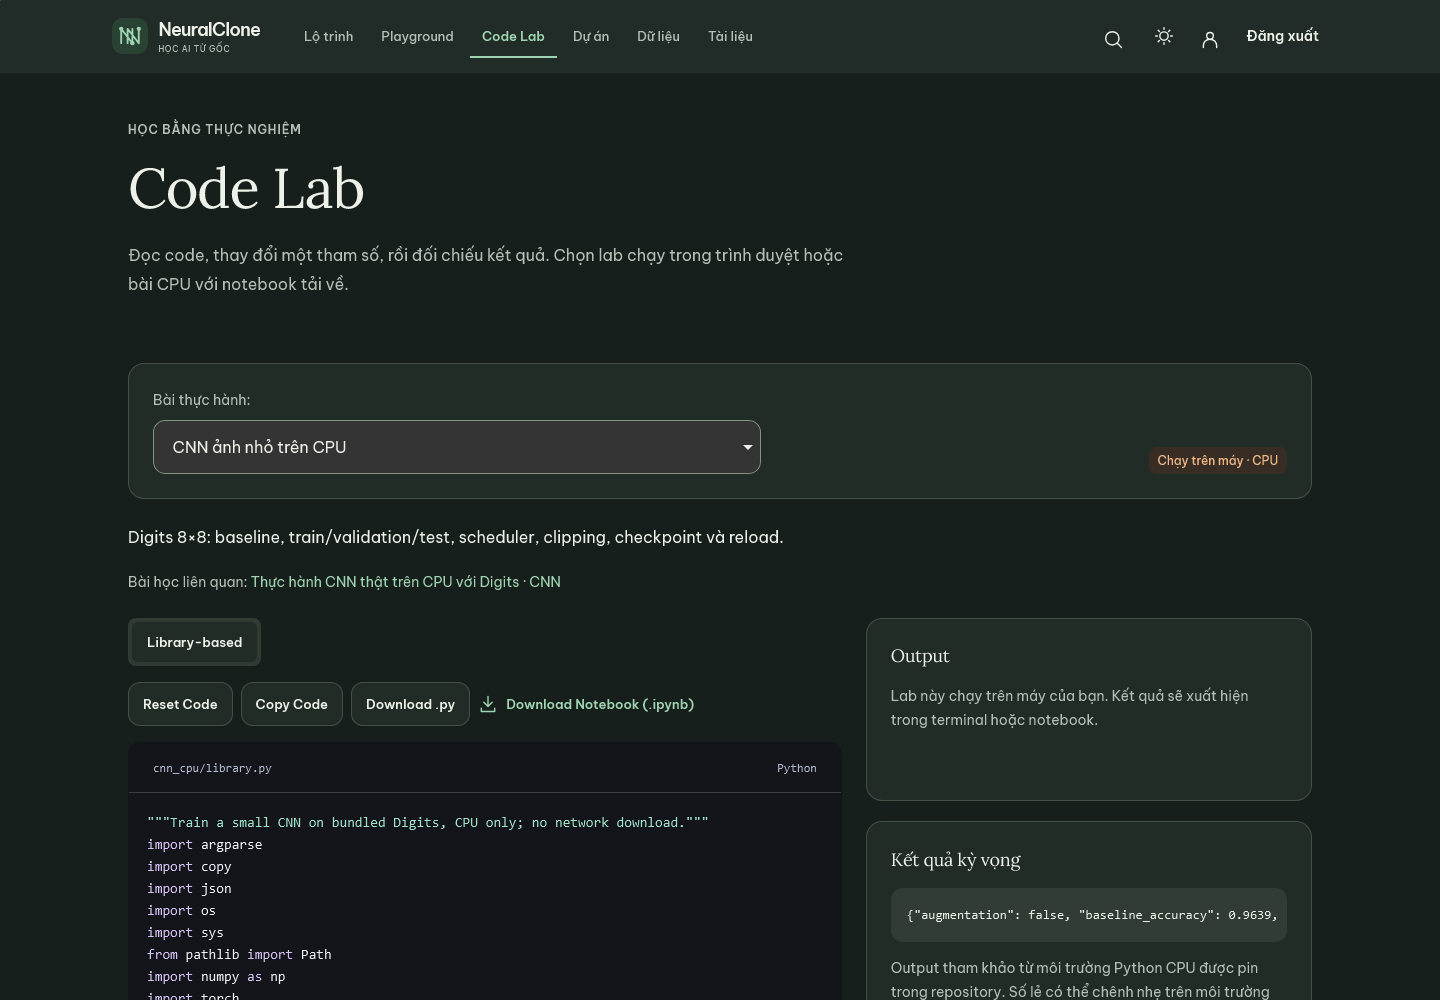 NeuralClone
HỌC AI TỪ GỐC
Lộ trình
Playground
Code Lab
Dự án
Dữ liệu
Tài liệu
Đăng xuất
HỌC BẰNG THỰC NGHIỆM
Code Lab
Đọc code, thay đổi một tham số, rồi đối chiếu kết quả. Chọn lab chạy trong trình duyệt hoặc
bài CPU với notebook tải về.
Bài thực hành:
CNN ảnh nhỏ trên CPU
Chạy trên máy · CPU
Digits 8×8: baseline, train/validation/test, scheduler, clipping, checkpoint và reload.
Bài học liên quan: Thực hành CNN thật trên CPU với Digits · CNN
Library-based
Reset Code
Copy Code
Download .py
Download Notebook (.ipynb)
cnn_cpu/library.py
Python
"""Train a small CNN on bundled Digits, CPU only; no network download."""
import argparse
import copy
import json
import os
import sys
from pathlib import Path
import numpy as np
import torch
Output
Lab này chạy trên máy của bạn. Kết quả sẽ xuất hiện
trong terminal hoặc notebook.
Kết quả kỳ vọng
{"augmentation": false, "baseline_accuracy": 0.9639,
Output tham khảo từ môi trường Python CPU được pin
trong repository. Số lẻ có thể chênh nhẹ trên môi trường